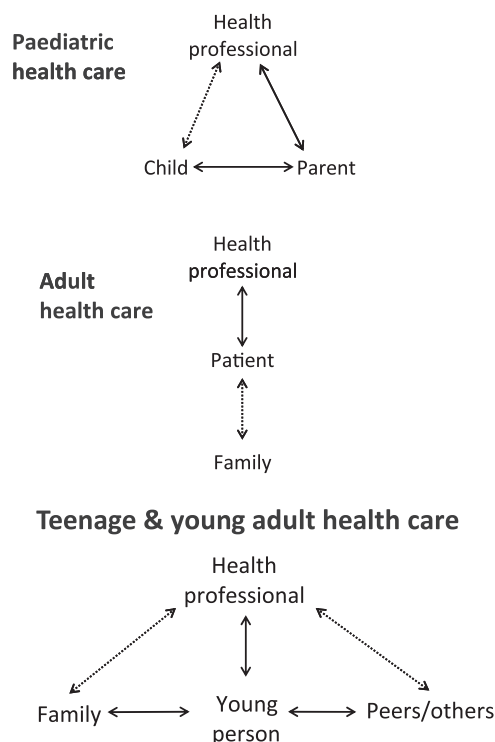 Paediatric
health care
Health
professional
Child
Parent
Adult
health care
Health
professional
Patient
Family
Teenage & young adult health care
Health
professional
Family
Young
person
Peers/others